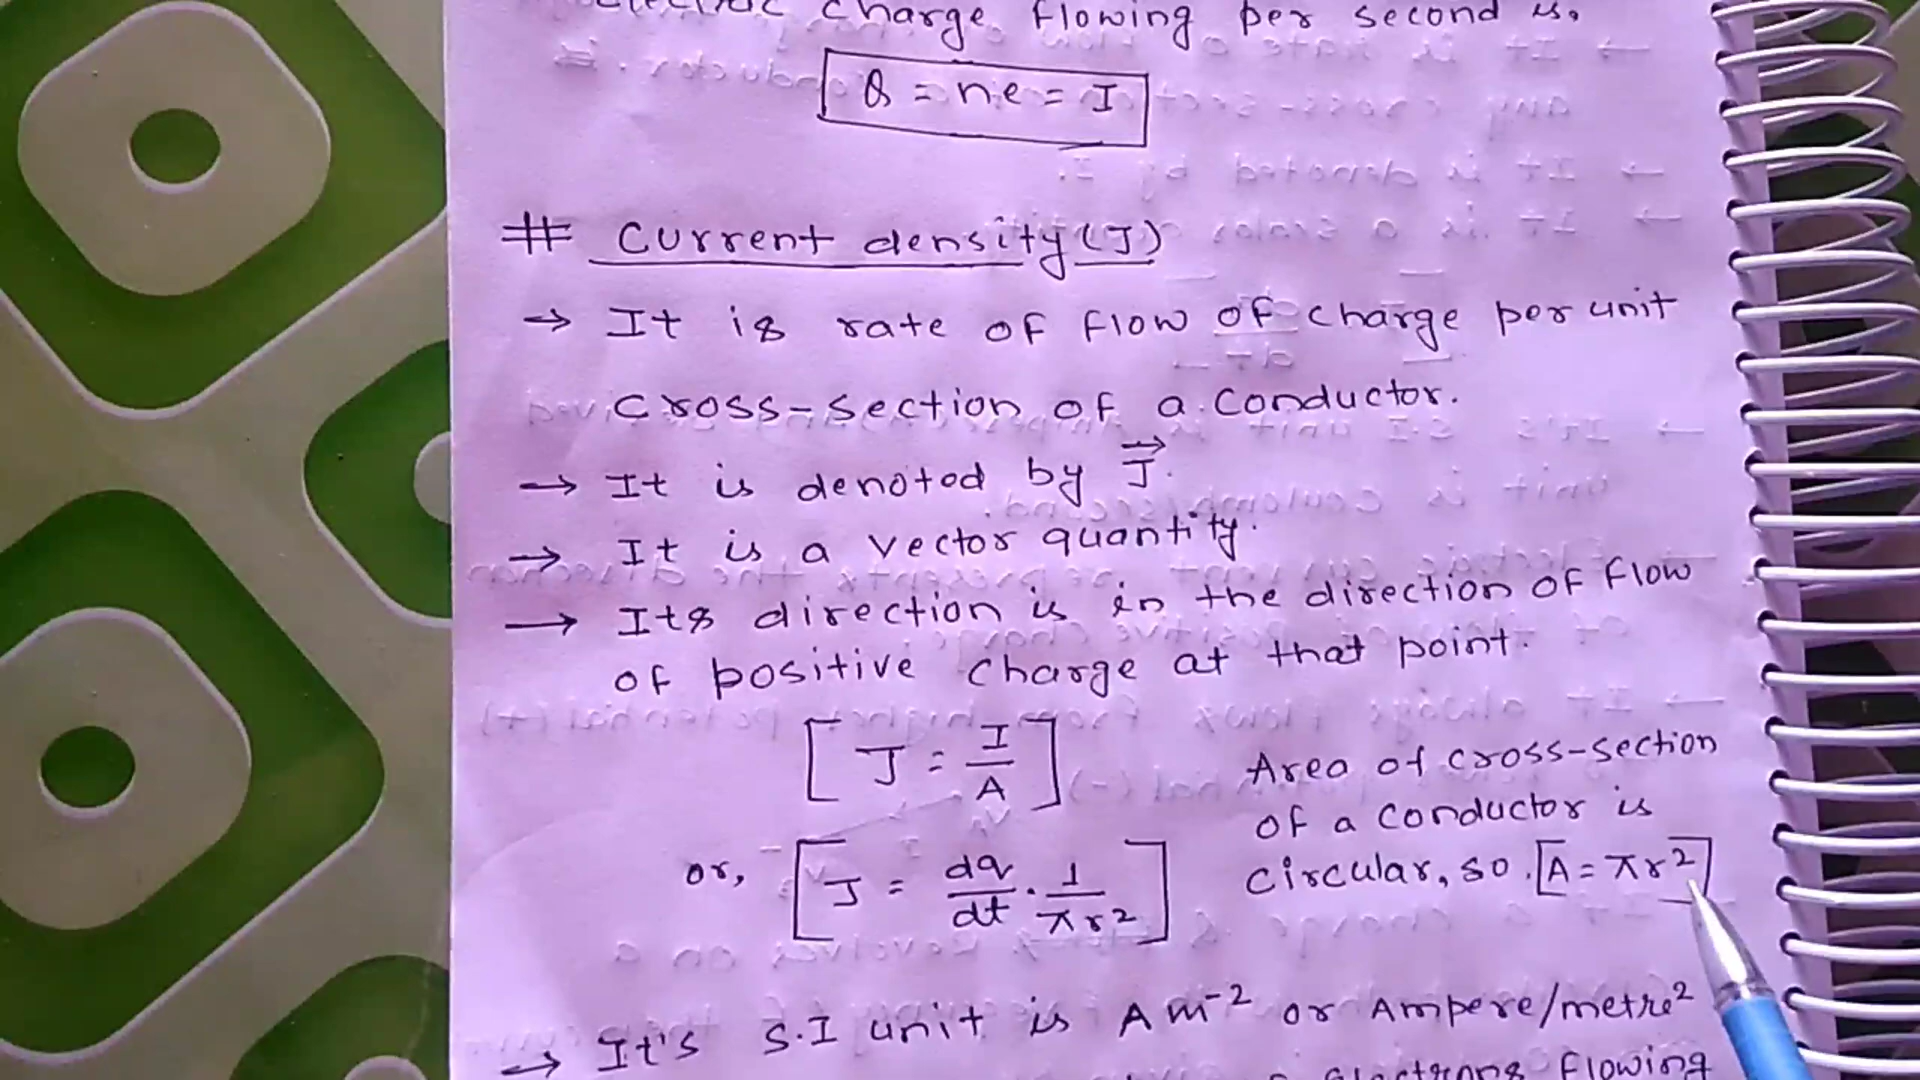 Electric charge flowing per second is.
Q = ne = I
# Current density (J)
→ It is rate of flow of charge per unit
cross-section of a conductor.
→ It is denoted by J⃗.
→ It is a vector quantity.
→ Its direction is in the direction of flow
of positive charge at that point.
[J = I/A]
Area of cross-section
of a conductor is
circular, so. [A = πr²]
or, [J = dq/dt · 1/πr²]
→ It's S.I unit is Am⁻² or Ampere/metre²
electrons flowing